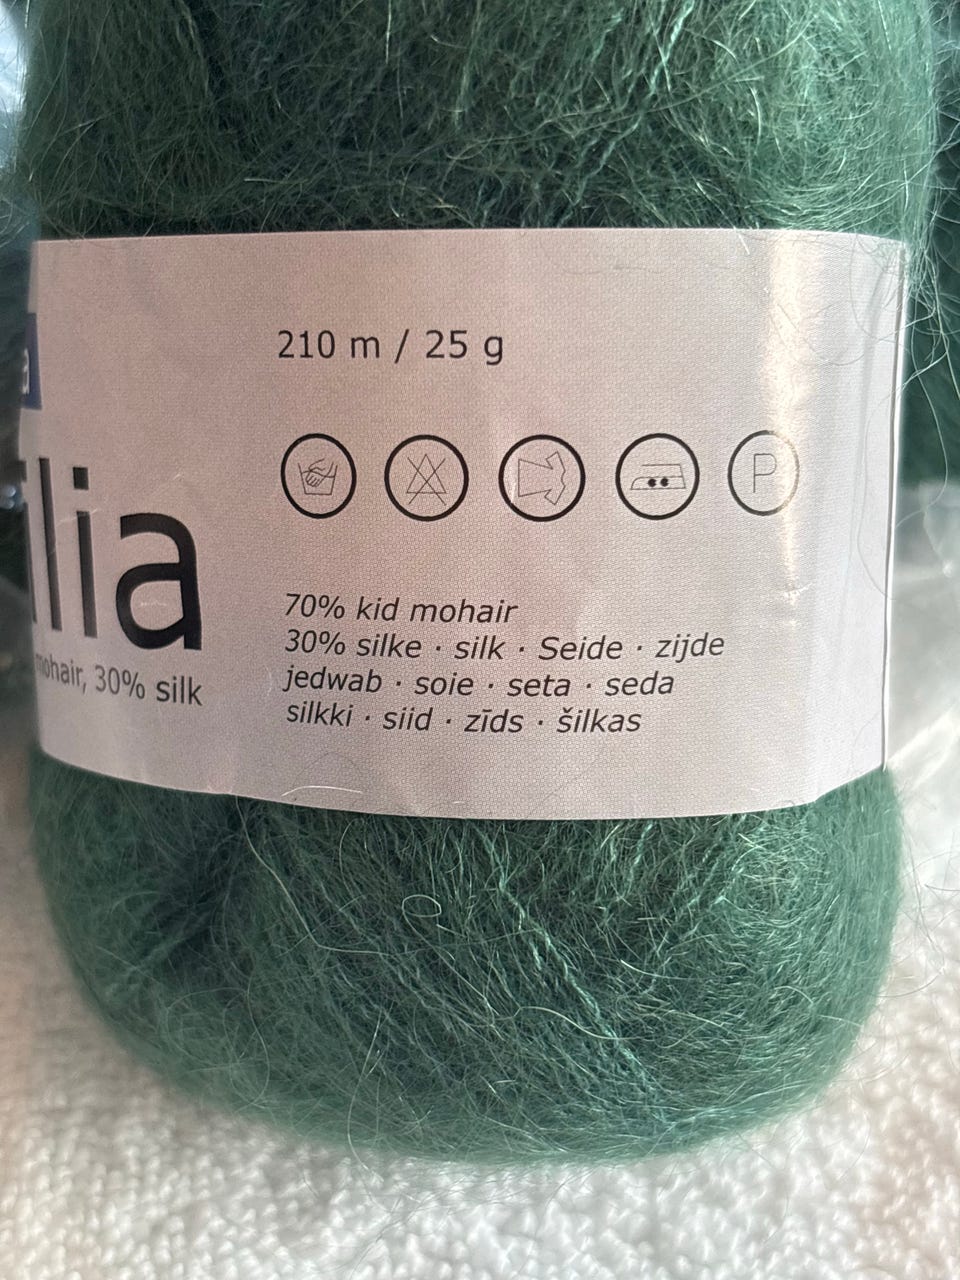 210 m / 25 g
P
lia
mohair, 30% silk
70% kid mohair
30% silke · silk · Seide · zijde
jedwab · soie · seta · seda
silkki · siid · zīds · šilkas